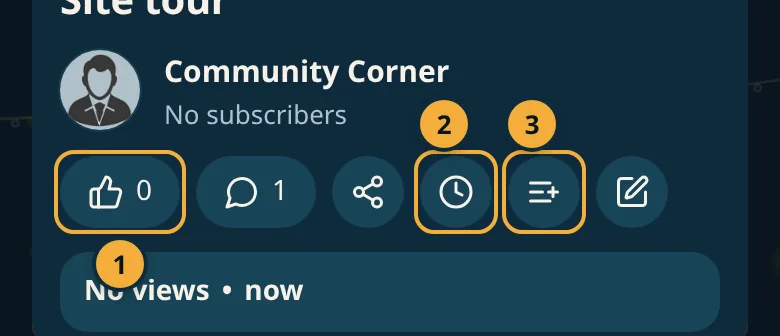 Site tour
Community Corner
No subscribers
2
3
0
1
1
No views • now